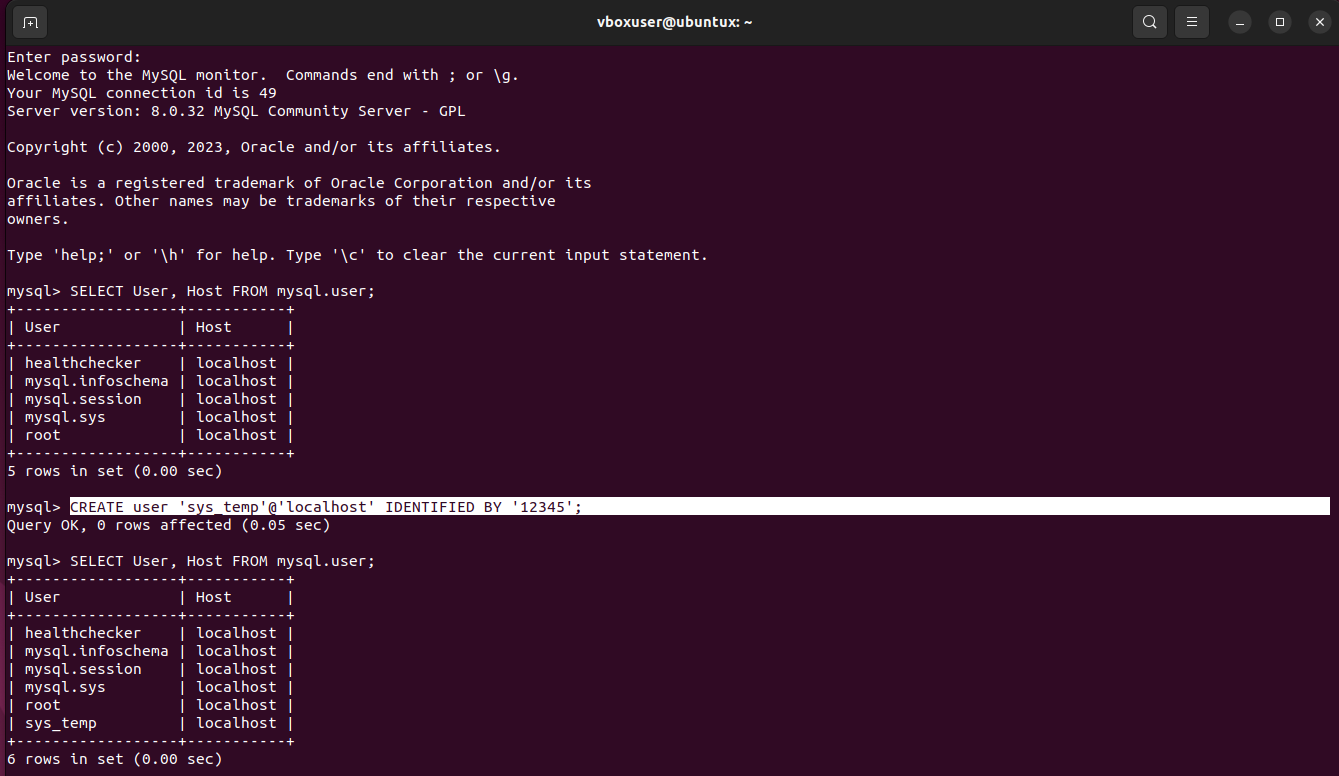 vboxuser@ubuntux: ~
Enter password:
Welcome to the MySQL monitor.  Commands end with ; or \g.
Your MySQL connection id is 49
Server version: 8.0.32 MySQL Community Server - GPL
Copyright (c) 2000, 2023, Oracle and/or its affiliates.
Oracle is a registered trademark of Oracle Corporation and/or its
affiliates. Other names may be trademarks of their respective
owners.
Type 'help;' or '\h' for help. Type '\c' to clear the current input statement.
mysql> SELECT User, Host FROM mysql.user;
+------------------+-----------+
| User             | Host      |
+------------------+-----------+
| healthchecker    | localhost |
| mysql.infoschema | localhost |
| mysql.session    | localhost |
| mysql.sys        | localhost |
| root             | localhost |
+------------------+-----------+
5 rows in set (0.00 sec)
mysql> CREATE user 'sys_temp'@'localhost' IDENTIFIED BY '12345';
Query OK, 0 rows affected (0.05 sec)
mysql> SELECT User, Host FROM mysql.user;
+------------------+-----------+
| User             | Host      |
+------------------+-----------+
| healthchecker    | localhost |
| mysql.infoschema | localhost |
| mysql.session    | localhost |
| mysql.sys        | localhost |
| root             | localhost |
| sys_temp         | localhost |
+------------------+-----------+
6 rows in set (0.00 sec)